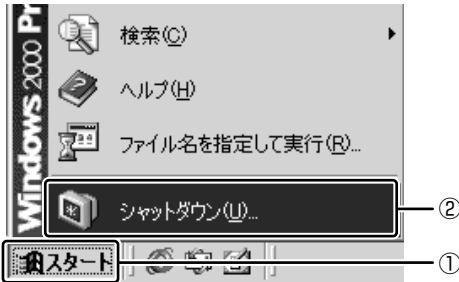 Windows 2000 Pr
検索(C)
ヘルプ(H)
ファイル名を指定して実行(R)...
シャットダウン(U)...
②
スタート
①